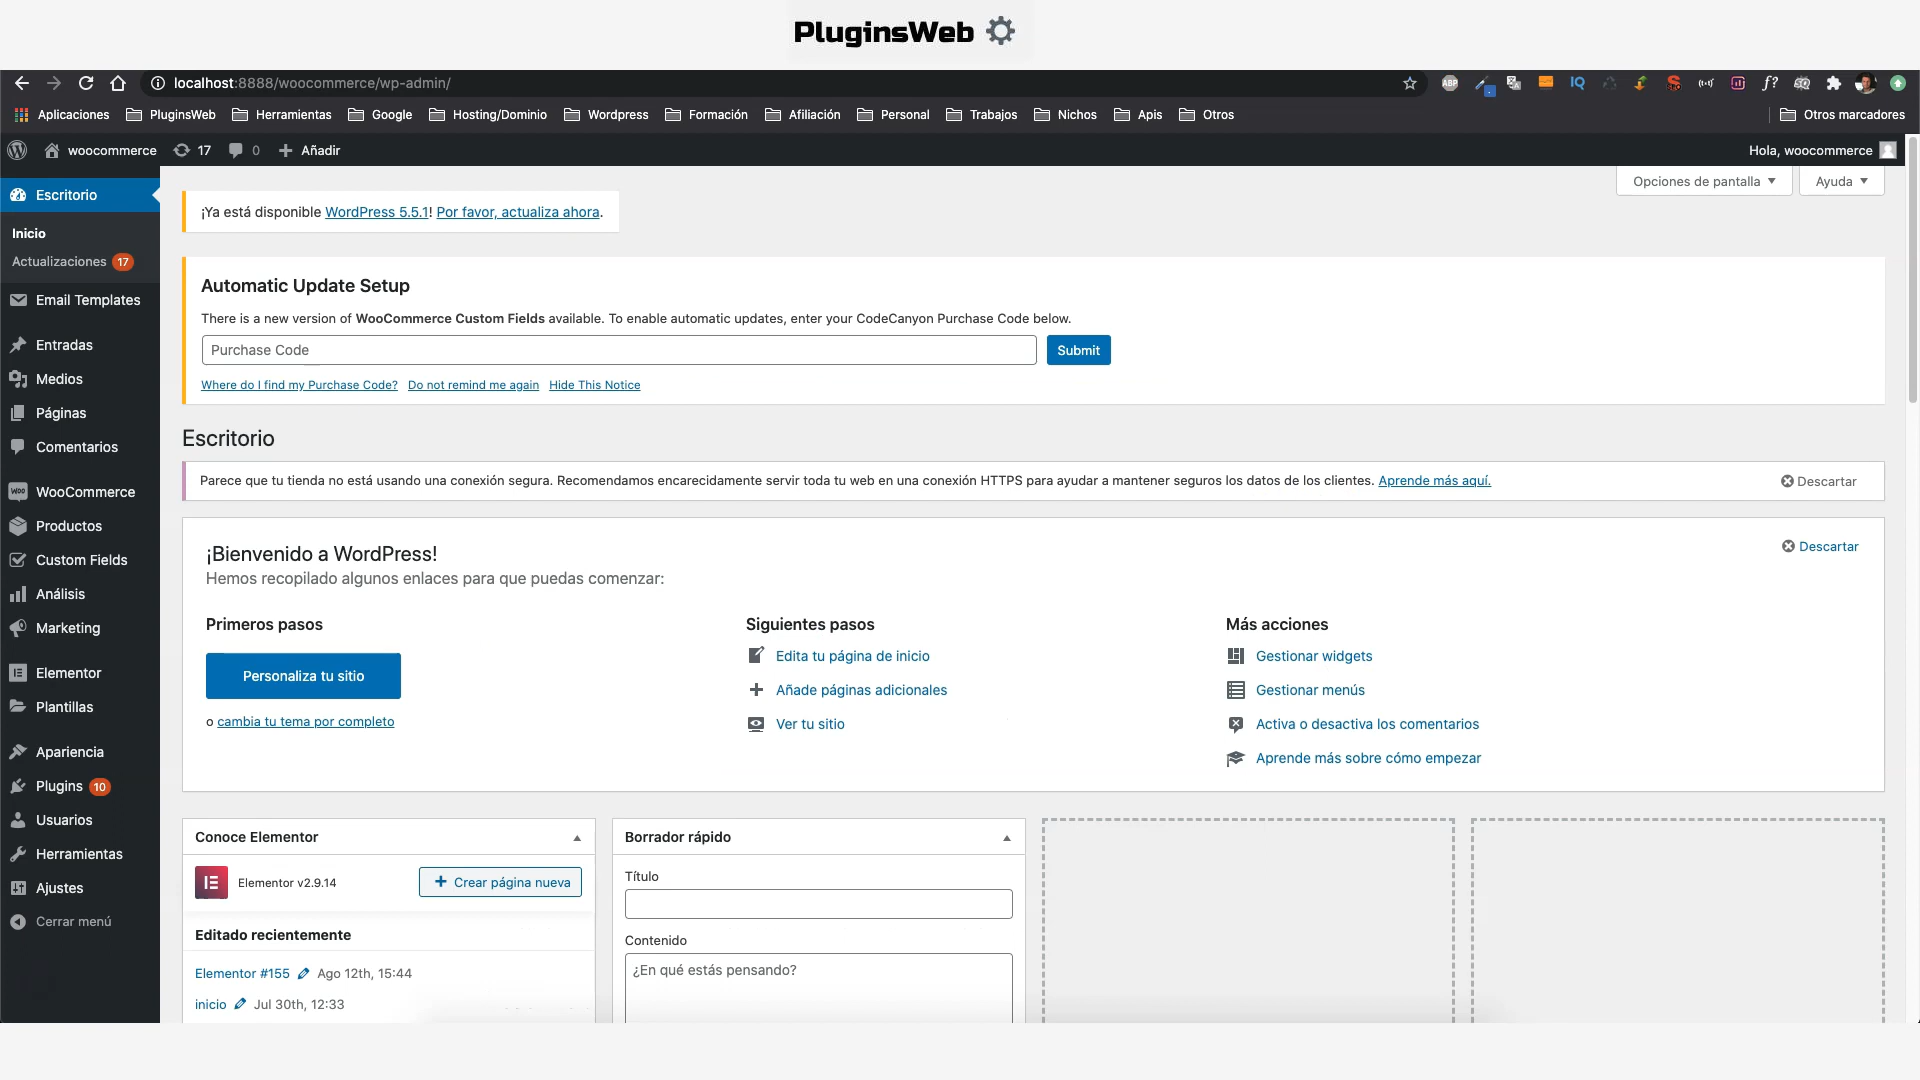 PluginsWeb
localhost:8888/woocommerce/wp-admin/
Aplicaciones PluginsWeb Herramientas Google Hosting/Dominio Wordpress Formación Afiliación Personal Trabajos Nichos Apis Otros Otros marcadores
woocommerce 17 0 Añadir Hola, woocommerce
Opciones de pantalla Ayuda
Escritorio
Inicio
Actualizaciones 17
Email Templates
Entradas
Medios
Páginas
Comentarios
WooCommerce
Productos
Custom Fields
Análisis
Marketing
Elementor
Plantillas
Apariencia
Plugins 10
Usuarios
Herramientas
Ajustes
Cerrar menú
¡Ya está disponible WordPress 5.5.1! Por favor, actualiza ahora.
Automatic Update Setup
There is a new version of WooCommerce Custom Fields available. To enable automatic updates, enter your CodeCanyon Purchase Code below.
Purchase Code Submit
Where do I find my Purchase Code? Do not remind me again Hide This Notice
Escritorio
Parece que tu tienda no está usando una conexión segura. Recomendamos encarecidamente servir toda tu web en una conexión HTTPS para ayudar a mantener seguros los datos de los clientes. Aprende más aquí. Descartar
¡Bienvenido a WordPress! Descartar
Hemos recopilado algunos enlaces para que puedas comenzar:
Primeros pasos
Personaliza tu sitio
o cambia tu tema por completo
Siguientes pasos
Edita tu página de inicio
Añade páginas adicionales
Ver tu sitio
Más acciones
Gestionar widgets
Gestionar menús
Activa o desactiva los comentarios
Aprende más sobre cómo empezar
Conoce Elementor
Elementor v2.9.14 Crear página nueva
Editado recientemente
Elementor #155 Ago 12th, 15:44
inicio Jul 30th, 12:33
Borrador rápido
Título
Contenido
¿En qué estás pensando?